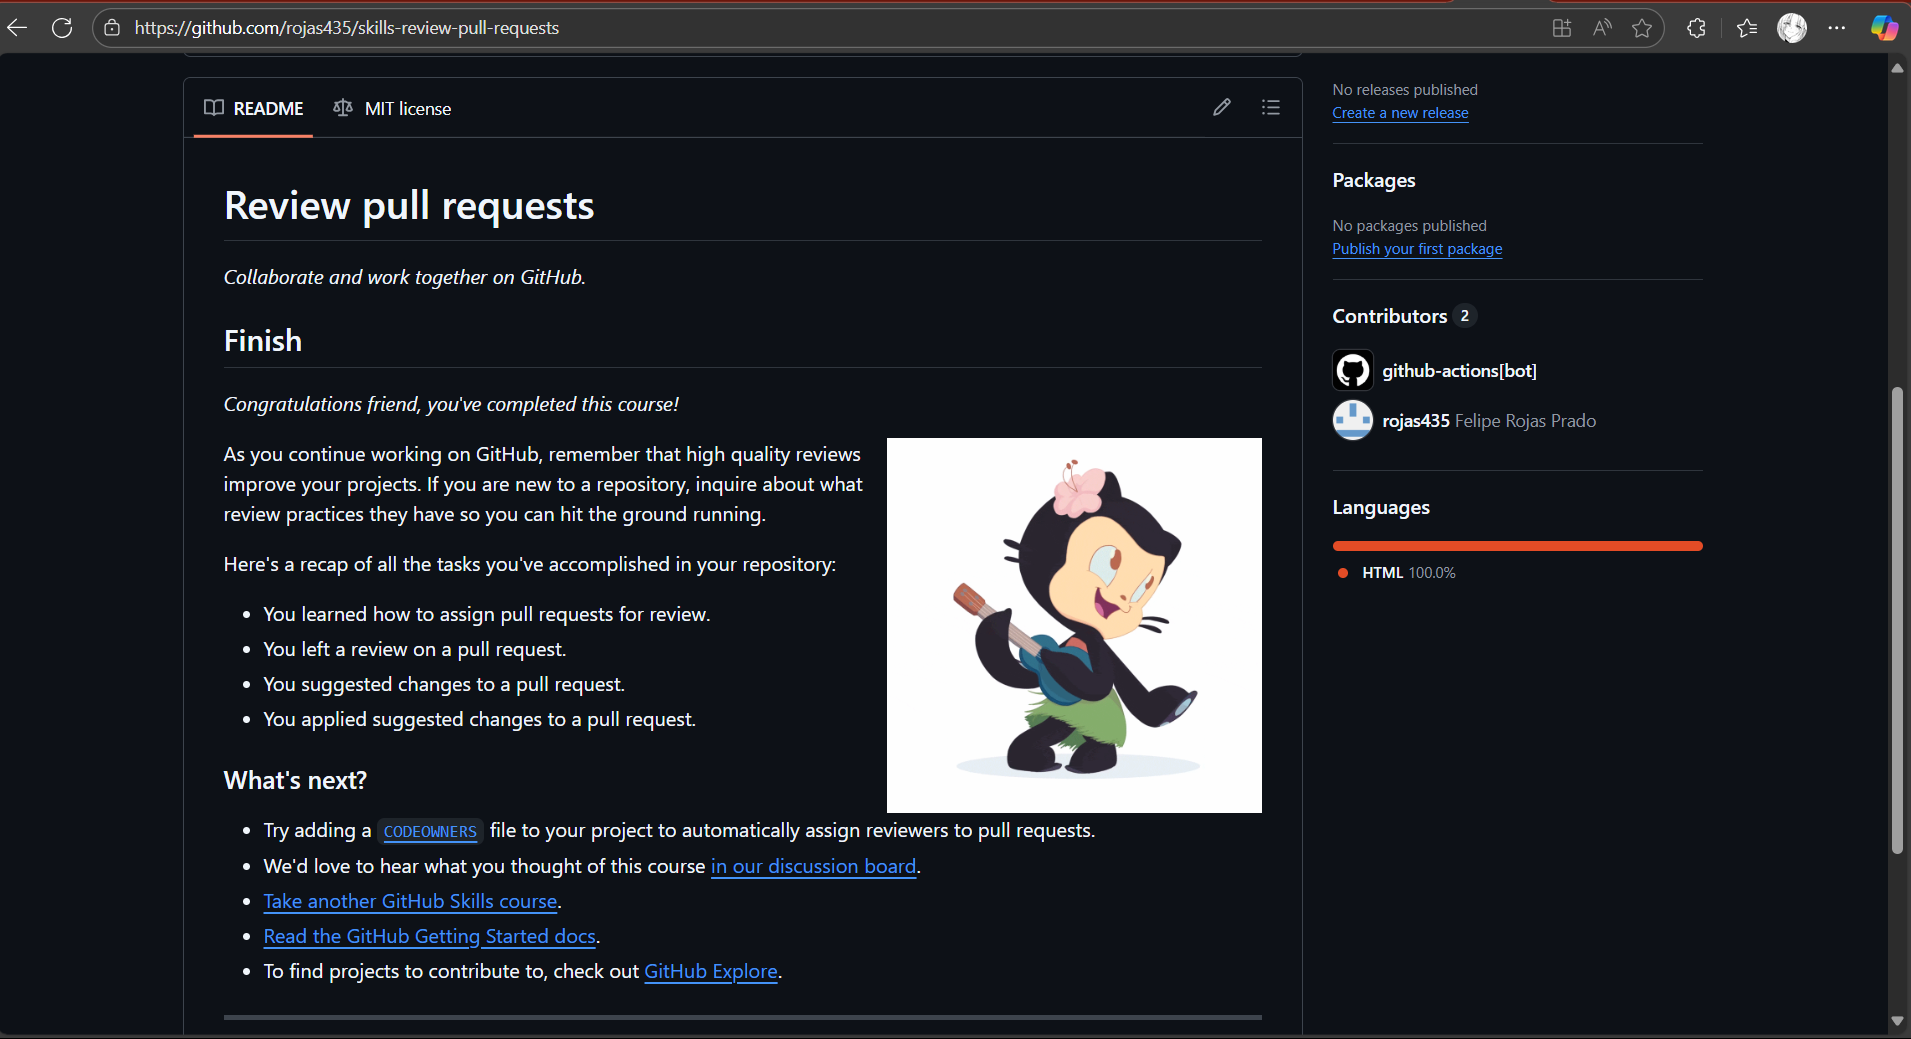 https://github.com/rojas435/skills-review-pull-requests
README
MIT license
Review pull requests
Collaborate and work together on GitHub.
Finish
Congratulations friend, you've completed this course!
As you continue working on GitHub, remember that high quality reviews
improve your projects. If you are new to a repository, inquire about what
review practices they have so you can hit the ground running.
Here's a recap of all the tasks you've accomplished in your repository:
You learned how to assign pull requests for review.
You left a review on a pull request.
You suggested changes to a pull request.
You applied suggested changes to a pull request.
What's next?
Try adding a CODEOWNERS file to your project to automatically assign reviewers to pull requests.
We'd love to hear what you thought of this course in our discussion board.
Take another GitHub Skills course.
Read the GitHub Getting Started docs.
To find projects to contribute to, check out GitHub Explore.
No releases published
Create a new release
Packages
No packages published
Publish your first package
Contributors 2
github-actions[bot]
rojas435 Felipe Rojas Prado
Languages
HTML 100.0%